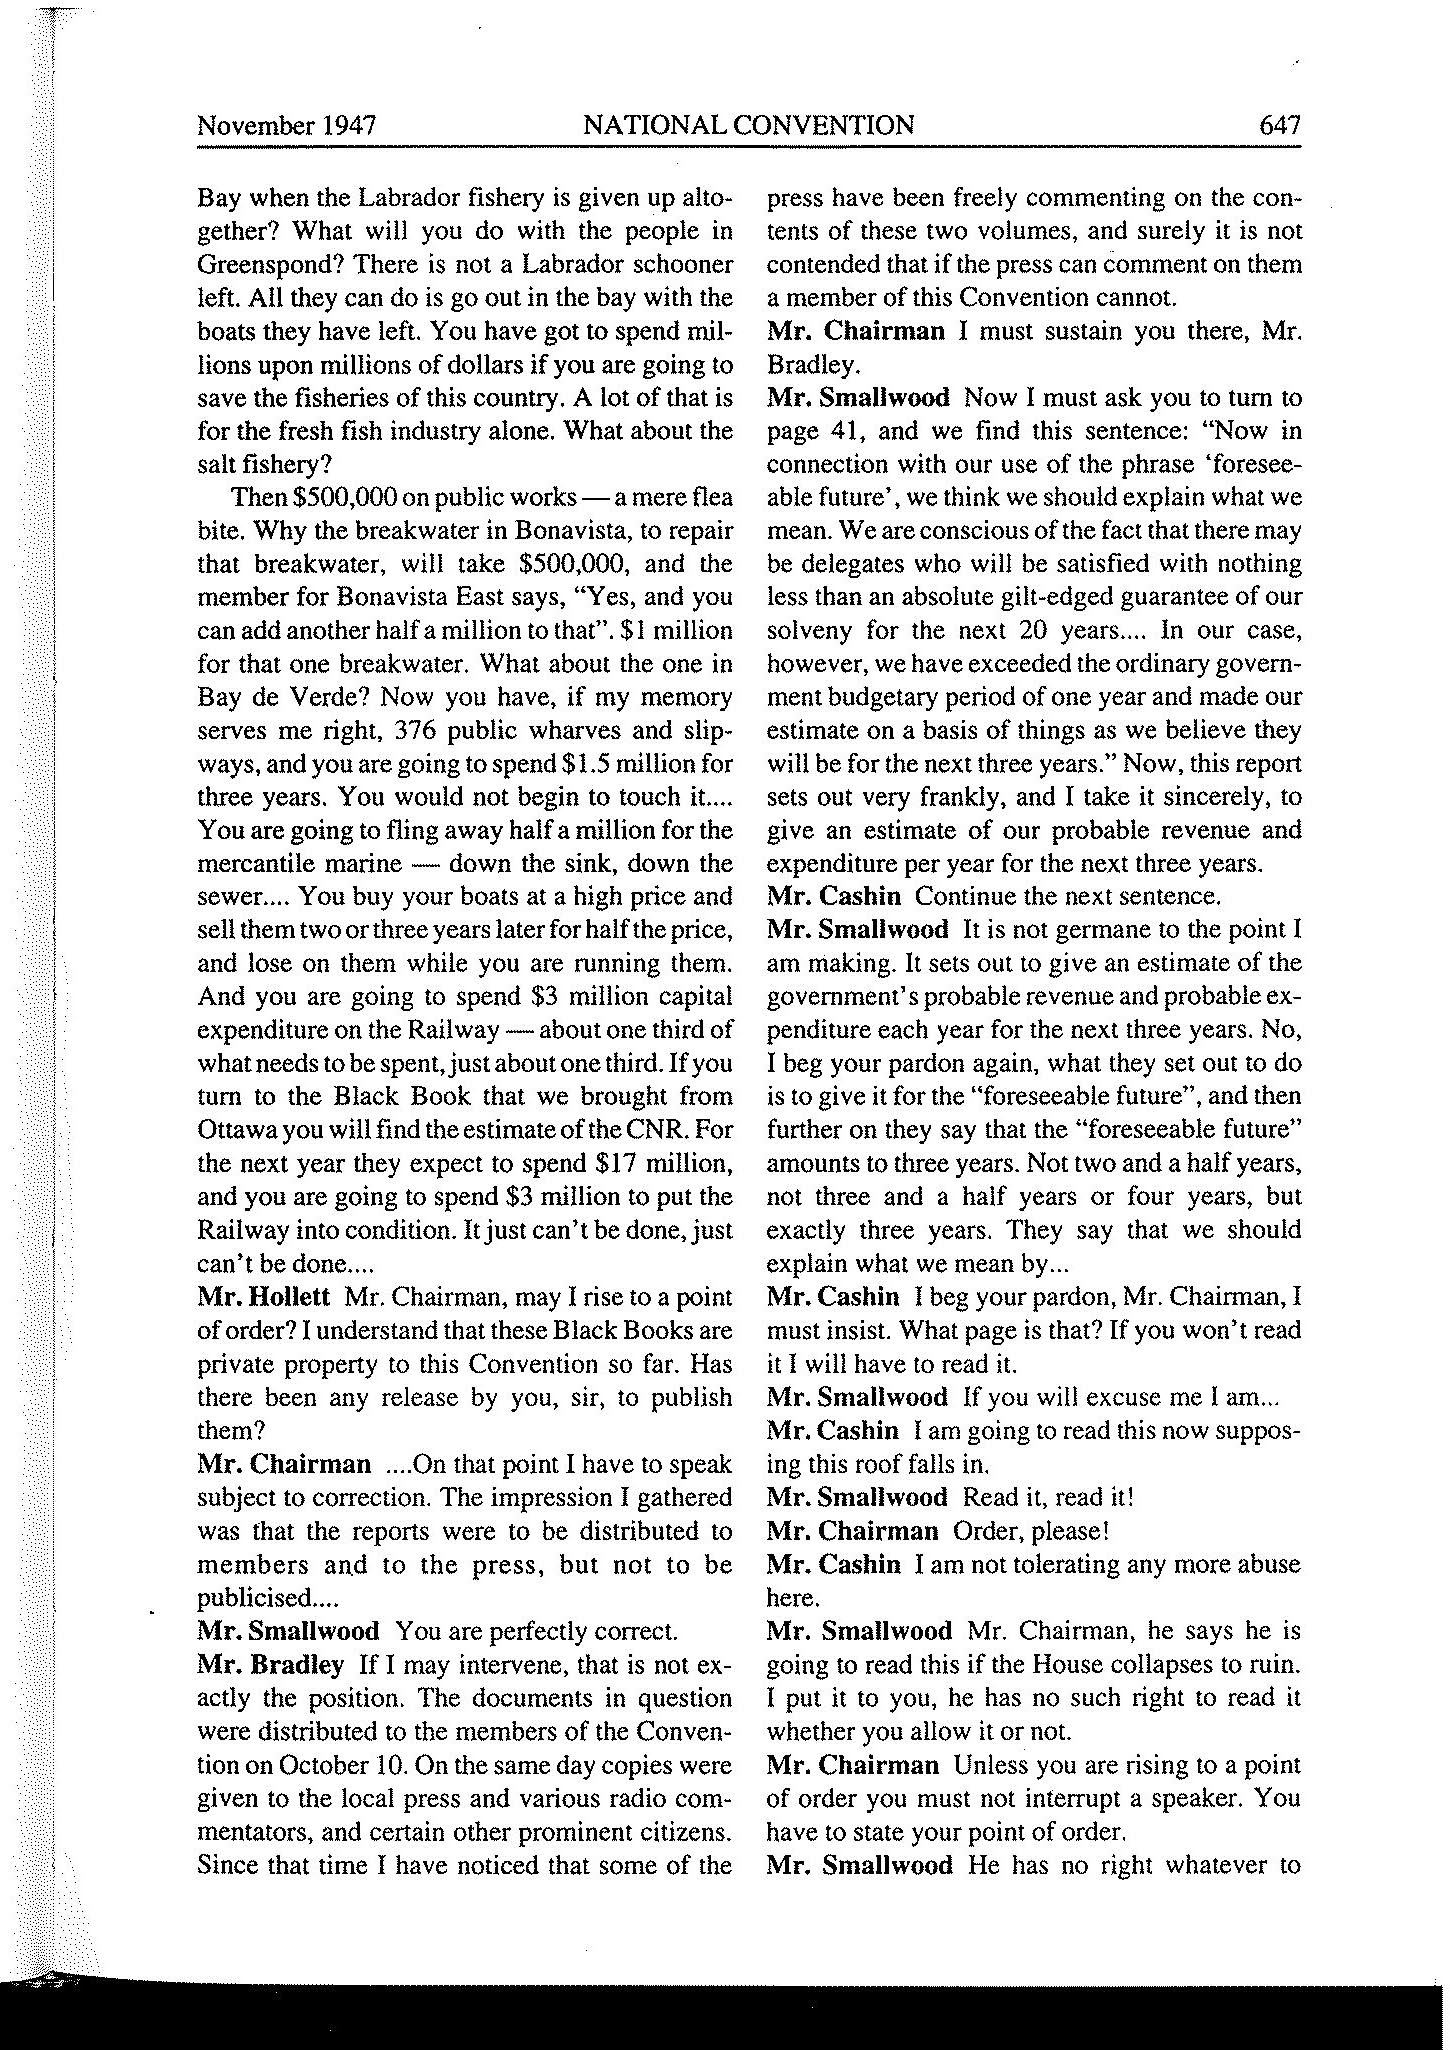 November 1947 NATIONAL CONVENTION 647
Bay when the Labrador fishery is given up alto-
gether? What will you do with the people in
Greenspond? There is not a Labrador schooner
left. All they can do is go out in the bay with the
boats they have left. You have got to spend mil-
lions upon millions of dollars if you are going to
save the fisheries of this country. A lot of that is
for the fresh fish industry alone. What about the
salt fishery?
Then $500,000 on public works — a mere flea
bite. Why the breakwater in Bonavista, to repair
that breakwater, will take $500,000, and the
member for Bonavista East says, “Yes, and you
can add another half a million to that”. $1 million
for that one breakwater. What about the one in
Bay de Verde? Now you have, if my memory
serves me right, 376 public wharves and slip-
ways, and you are going to spend $1.5 million for
three years. You would not begin to touch it....
You are going to fling away half a million for the
mercantile marine — down the sink, down the
sewer.... You buy your boats at a high price and
sell them two or three years later for half the price,
and lose on them while you are running them.
And you are going to spend $3 million capital
expenditure on the Railway — about one third of
what needs to be spent, just about one third. If you
turn to the Black Book that we brought from
Ottawa you will find the estimate of the CNR. For
the next year they expect to spend $17 million,
and you are going to spend $3 million to put the
Railway into condition. It just can’t be done, just
can’t be done....
Mr. Hollett Mr. Chairman, may I rise to a point
of order? I understand that these Black Books are
private property to this Convention so far. Has
there been any release by you, sir, to publish
them?
Mr. Chairman ....On that point I have to speak
subject to correction. The impression I gathered
was that the reports were to be distributed to
members and to the press, but not to be
publicised....
Mr. Smallwood You are perfectly correct.
Mr. Bradley If I may intervene, that is not ex-
actly the position. The documents in question
were distributed to the members of the Conven-
tion on October 10. On the same day copies were
given to the local press and various radio com-
mentators, and certain other prominent citizens.
Since that time I have noticed that some of the
press have been freely commenting on the con-
tents of these two volumes, and surely it is not
contended that if the press can comment on them
a member of this Convention cannot.
Mr. Chairman I must sustain you there, Mr.
Bradley.
Mr. Smallwood Now I must ask you to turn to
page 41, and we find this sentence: “Now in
connection with our use of the phrase ‘foresee-
able future’, we think we should explain what we
mean. We are conscious of the fact that there may
be delegates who will be satisfied with nothing
less than an absolute gilt-edged guarantee of our
solveny for the next 20 years.... In our case,
however, we have exceeded the ordinary govern-
ment budgetary period of one year and made our
estimate on a basis of things as we believe they
will be for the next three years.” Now, this report
sets out very frankly, and I take it sincerely, to
give an estimate of our probable revenue and
expenditure per year for the next three years.
Mr. Cashin Continue the next sentence.
Mr. Smallwood It is not germane to the point I
am making. It sets out to give an estimate of the
government’s probable revenue and probable ex-
penditure each year for the next three years. No,
I beg your pardon again, what they set out to do
is to give it for the “foreseeable future”, and then
further on they say that the “foreseeable future”
amounts to three years. Not two and a half years,
not three and a half years or four years, but
exactly three years. They say that we should
explain what we mean by...
Mr. Cashin I beg your pardon, Mr. Chairman, I
must insist. What page is that? If you won’t read
it I will have to read it.
Mr. Smallwood If you will excuse me I am...
Mr. Cashin I am going to read this now suppos-
ing this roof falls in.
Mr. Smallwood Read it, read it!
Mr. Chairman Order, please!
Mr. Cashin I am not tolerating any more abuse
here.
Mr. Smallwood Mr. Chairman, he says he is
going to read this if the House collapses to ruin.
I put it to you, he has no such right to read it
whether you allow it or not.
Mr. Chairman Unless you are rising to a point
of order you must not interrupt a speaker. You
have to state your point of order.
Mr. Smallwood He has no right whatever to